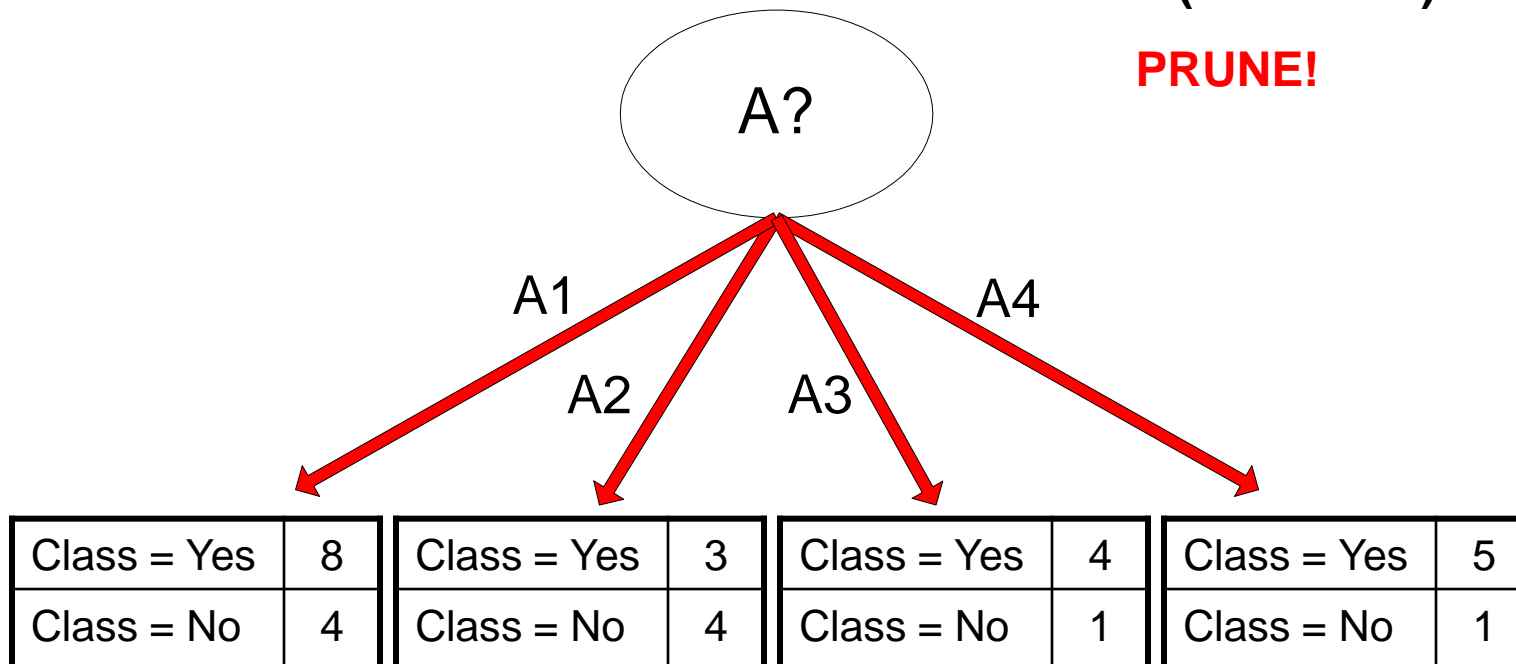 PRUNE!
A?
A1
A4
A2
A3
Class = Yes 8 Class = Yes 3 Class = Yes 4 Class = Yes 5
Class = No 4 Class = No 4 Class = No 1 Class = No 1